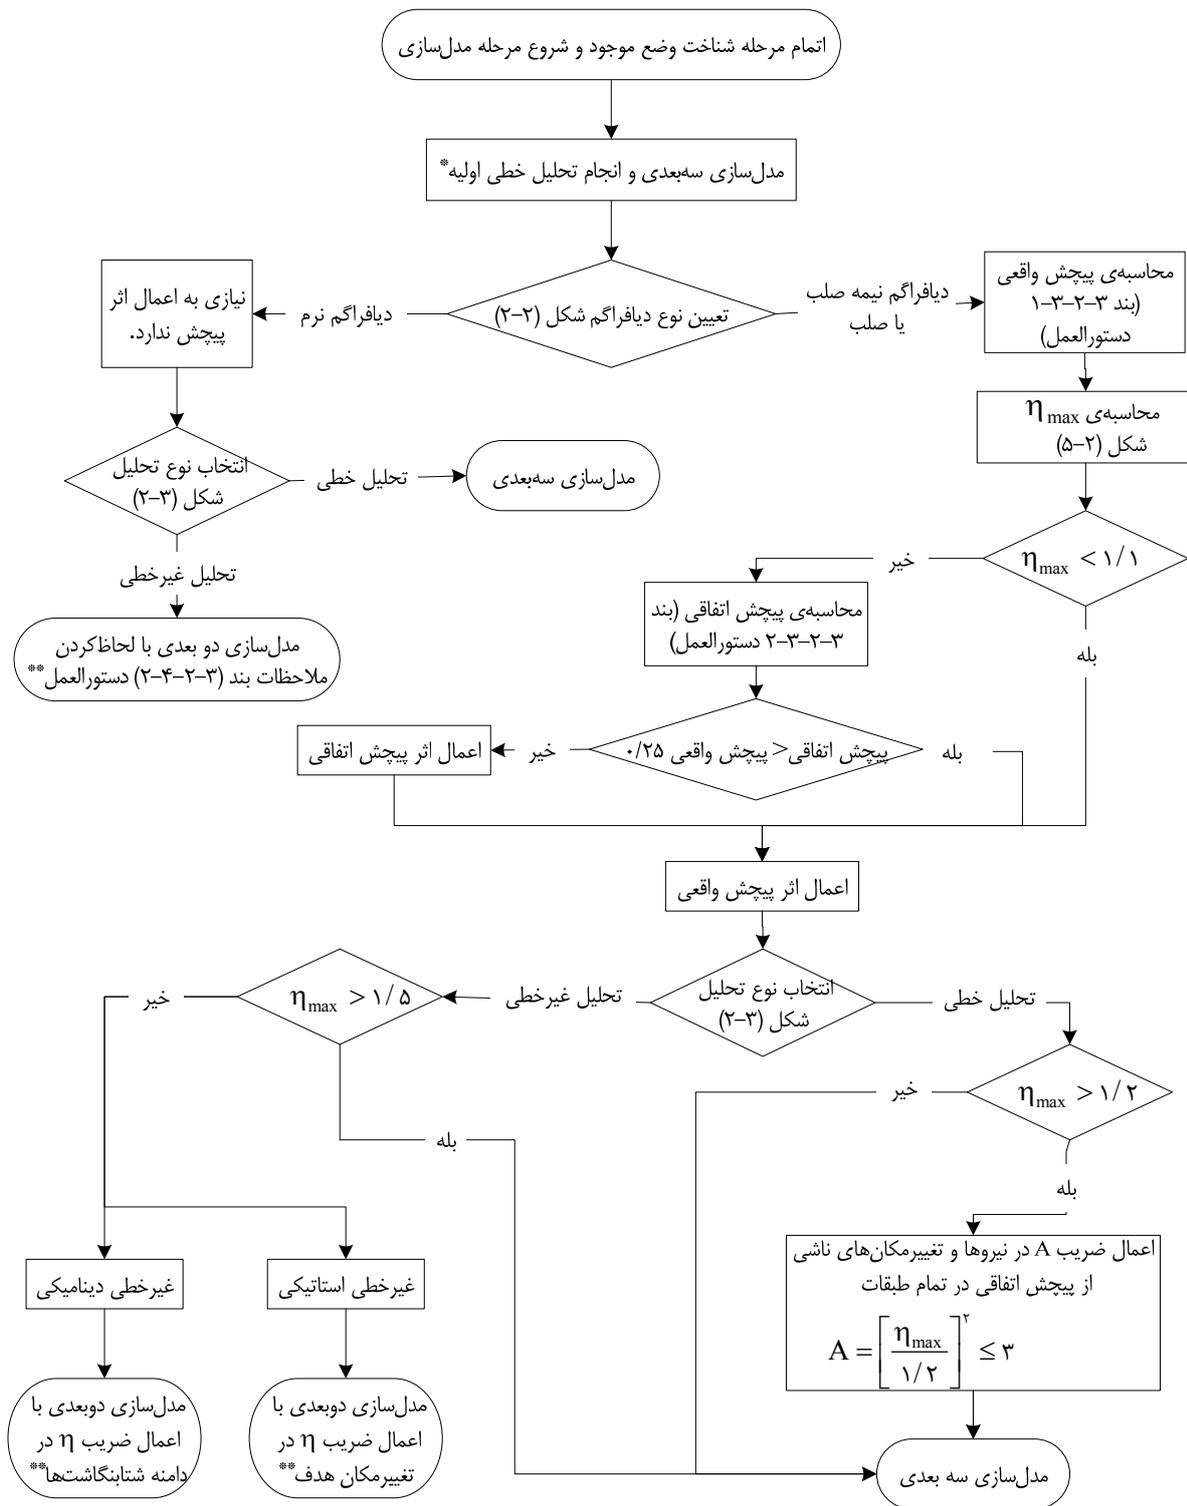 اتمام مرحله شناخت وضع موجود و شروع مرحله مدل‌سازی
مدل‌سازی سه‌بعدی و انجام تحلیل خطی اولیه*
تعیین نوع دیافراگم شکل (۲-۲)
دیافراگم نیمه صلب
یا صلب
محاسبه‌ی پیچش واقعی
(بند ۳-۲-۳-۱
دستورالعمل)
دیافراگم نرم
نیازی به اعمال اثر
پیچش ندارد.
محاسبه‌ی η max
شکل (۲-۵)
انتخاب نوع تحلیل
شکل (۲-۳)
تحلیل خطی
مدل‌سازی سه‌بعدی
تحلیل غیرخطی
مدل‌سازی دو بعدی با لحاظ‌کردن
ملاحظات بند (۳-۲-۴-۲) دستورالعمل**
η max < ۱/۱
خیر
بله
محاسبه‌ی پیچش اتفاقی (بند
۳-۲-۳-۲ دستورالعمل)
پیچش اتفاقی < پیچش واقعی ۰/۲۵
بله
خیر
اعمال اثر پیچش اتفاقی
اعمال اثر پیچش واقعی
انتخاب نوع تحلیل
شکل (۲-۳)
تحلیل خطی
تحلیل غیرخطی
η max > ۱/۵
خیر
بله
η max > ۱/۲
خیر
بله
اعمال ضریب A در نیروها و تغییرمکان‌های ناشی
از پیچش اتفاقی در تمام طبقات
A = [η max / ۱/۲]^۲ ≤ ۳
غیرخطی استاتیکی
غیرخطی دینامیکی
مدل‌سازی سه بعدی
مدل‌سازی دوبعدی با
اعمال ضریب η در
تغییرمکان هدف**
مدل‌سازی دوبعدی با
اعمال ضریب η در
دامنه شتابنگاشت‌ها**